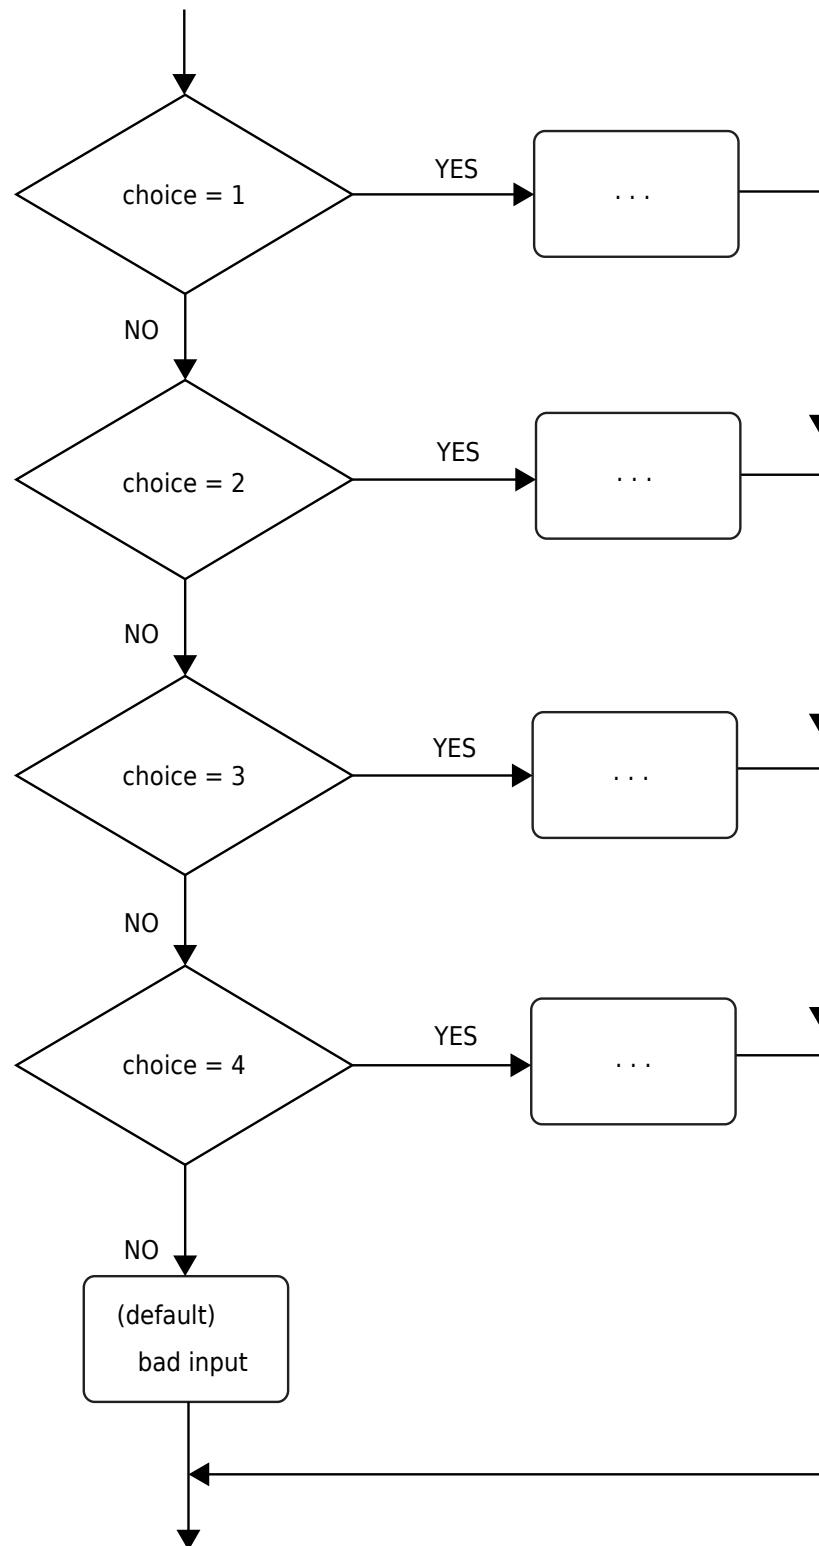 YES
choice = 1
. . .
NO
YES
choice = 2
. . .
NO
YES
choice = 3
. . .
NO
YES
choice = 4
. . .
NO
(default)
bad input